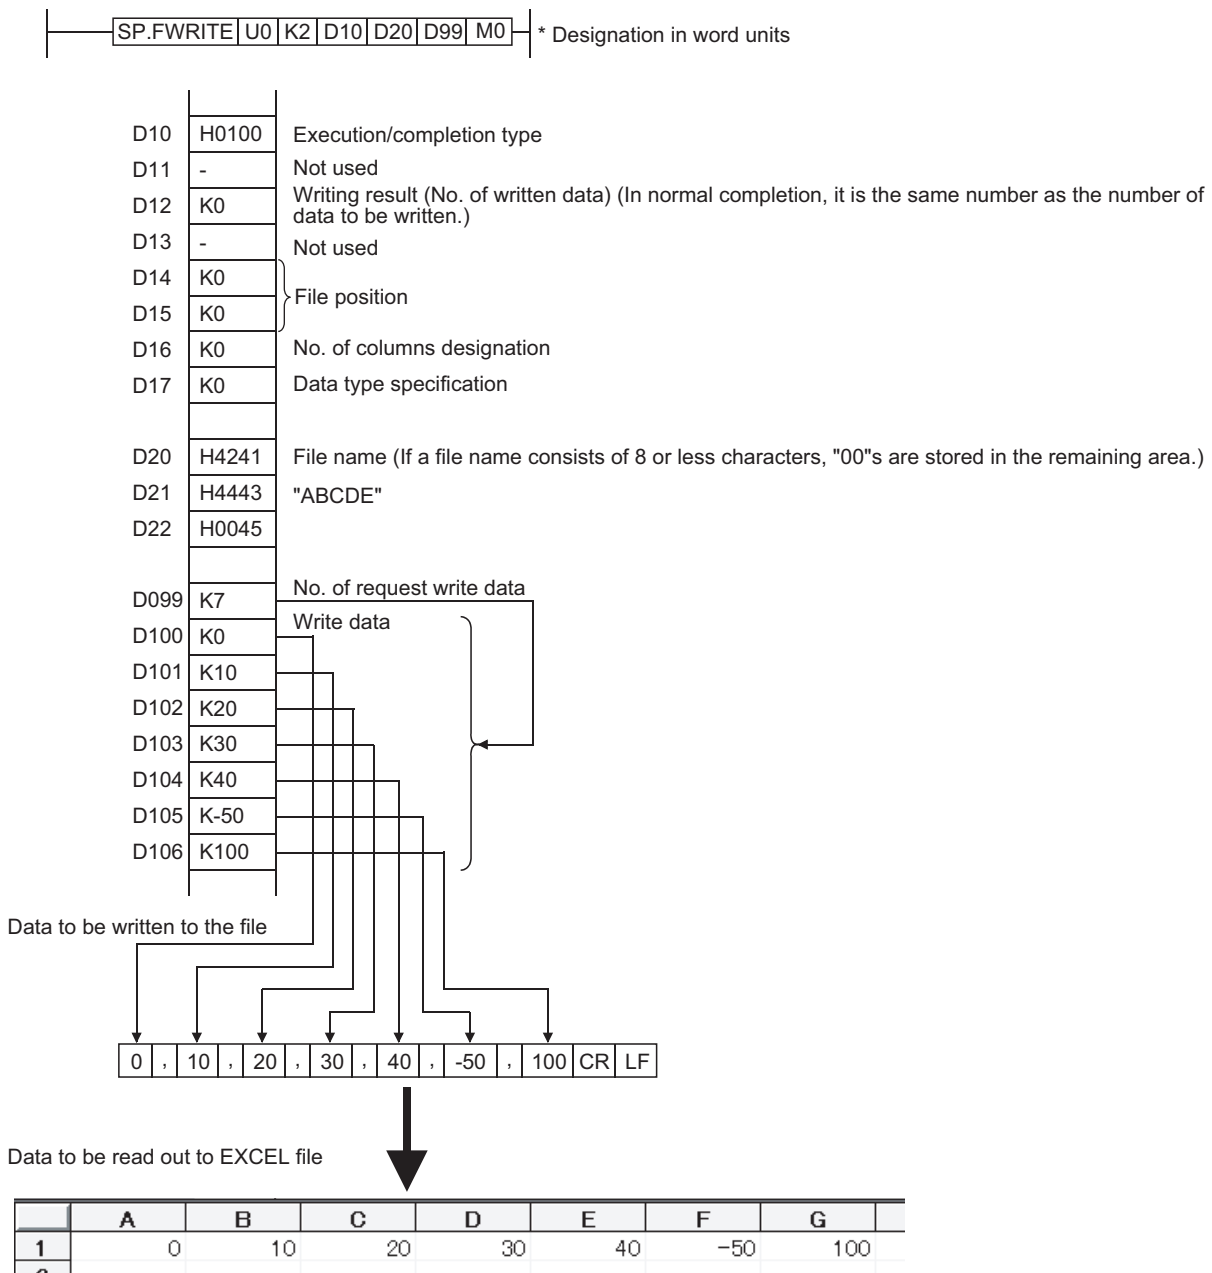 SP.FWRITE U0 K2 D10 D20 D99 M0 * Designation in word units
D10 H0100 Execution/completion type
D11 - Not used
D12 K0 Writing result (No. of written data) (In normal completion, it is the same number as the number of
data to be written.)
D13 - Not used
D14 K0
File position
D15 K0
D16 K0 No. of columns designation
D17 K0 Data type specification
D20 H4241 File name (If a file name consists of 8 or less characters, "00"s are stored in the remaining area.)
D21 H4443 "ABCDE"
D22 H0045
D099 K7 No. of request write data
D100 K0 Write data
D101 K10
D102 K20
D103 K30
D104 K40
D105 K-50
D106 K100
Data to be written to the file
0 , 10 , 20 , 30 , 40 , -50 , 100 CR LF
Data to be read out to EXCEL file
A B C D E F G
1 0 10 20 30 40 -50 100